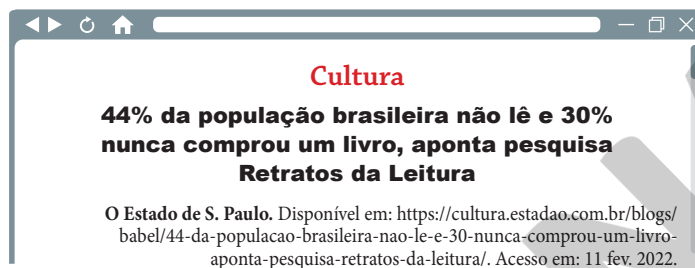 Cultura
44% da população brasileira não lê e 30%
nunca comprou um livro, aponta pesquisa
Retratos da Leitura
O Estado de S. Paulo. Disponível em: https://cultura.estadao.com.br/blogs/
babel/44-da-populacao-brasileira-nao-le-e-30-nunca-comprou-um-livro-
aponta-pesquisa-retratos-da-leitura/. Acesso em: 11 fev. 2022.